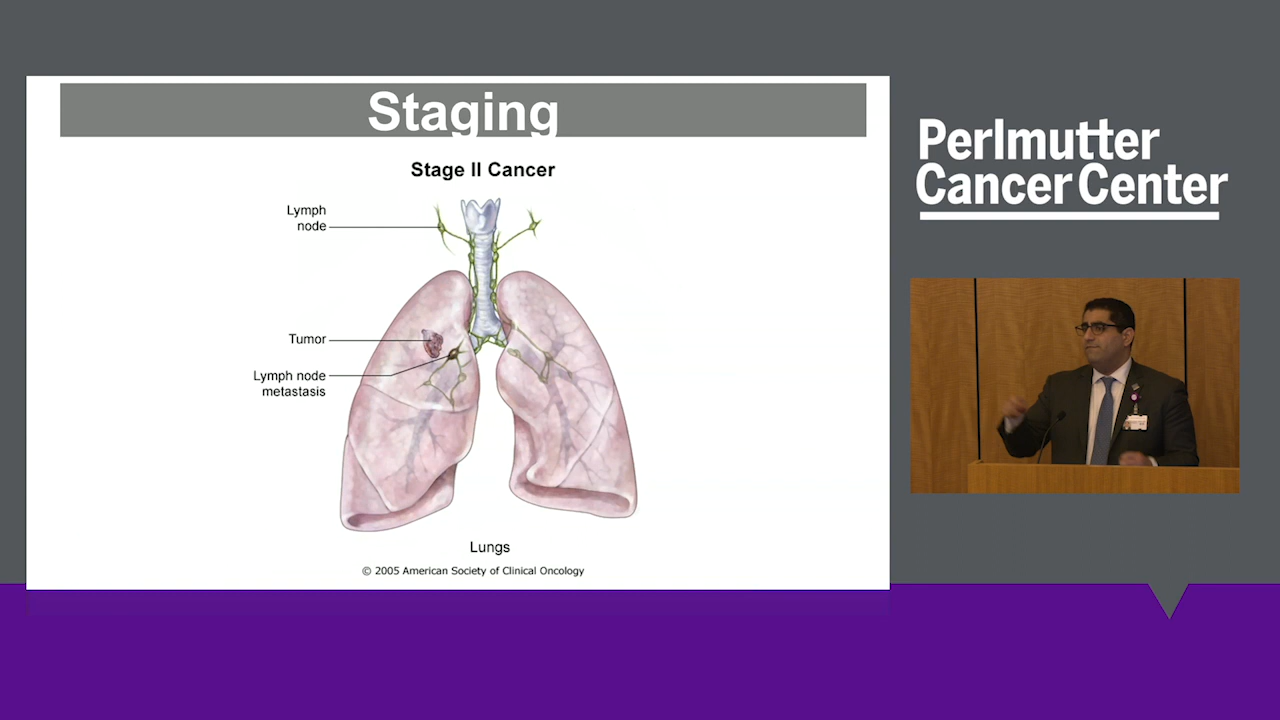 Staging
Stage II Cancer
Lymph
node
Tumor
Lymph node
metastasis
Lungs
© 2005 American Society of Clinical Oncology
Perlmutter
Cancer Center